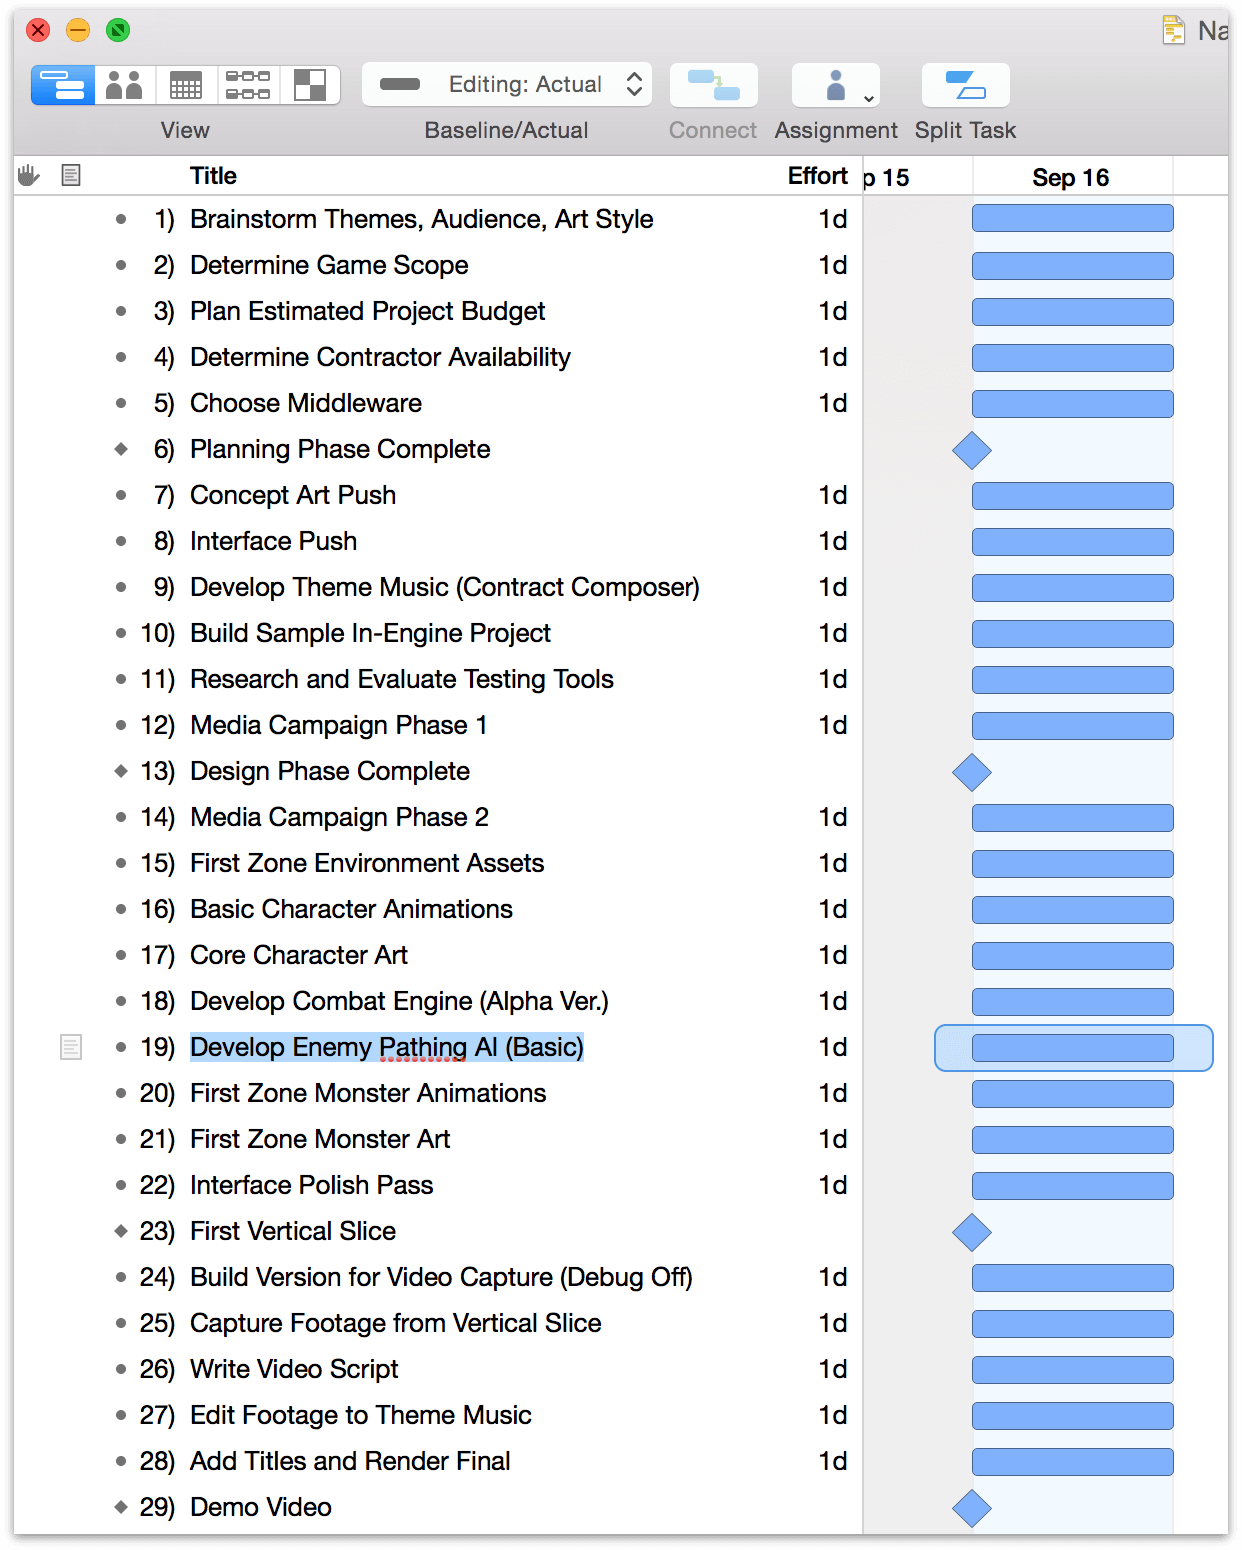 Na
Editing: Actual
View
Baseline/Actual
Connect
Assignment
Split Task
Title
Effort
p 15
Sep 16
1) Brainstorm Themes, Audience, Art Style 1d
2) Determine Game Scope 1d
3) Plan Estimated Project Budget 1d
4) Determine Contractor Availability 1d
5) Choose Middleware 1d
6) Planning Phase Complete
7) Concept Art Push 1d
8) Interface Push 1d
9) Develop Theme Music (Contract Composer) 1d
10) Build Sample In-Engine Project 1d
11) Research and Evaluate Testing Tools 1d
12) Media Campaign Phase 1 1d
13) Design Phase Complete
14) Media Campaign Phase 2 1d
15) First Zone Environment Assets 1d
16) Basic Character Animations 1d
17) Core Character Art 1d
18) Develop Combat Engine (Alpha Ver.) 1d
19) Develop Enemy Pathing AI (Basic) 1d
20) First Zone Monster Animations 1d
21) First Zone Monster Art 1d
22) Interface Polish Pass 1d
23) First Vertical Slice
24) Build Version for Video Capture (Debug Off) 1d
25) Capture Footage from Vertical Slice 1d
26) Write Video Script 1d
27) Edit Footage to Theme Music 1d
28) Add Titles and Render Final 1d
29) Demo Video